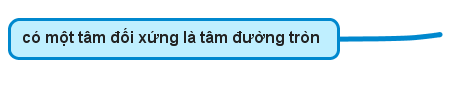 có một tâm đối xứng là tâm đường tròn